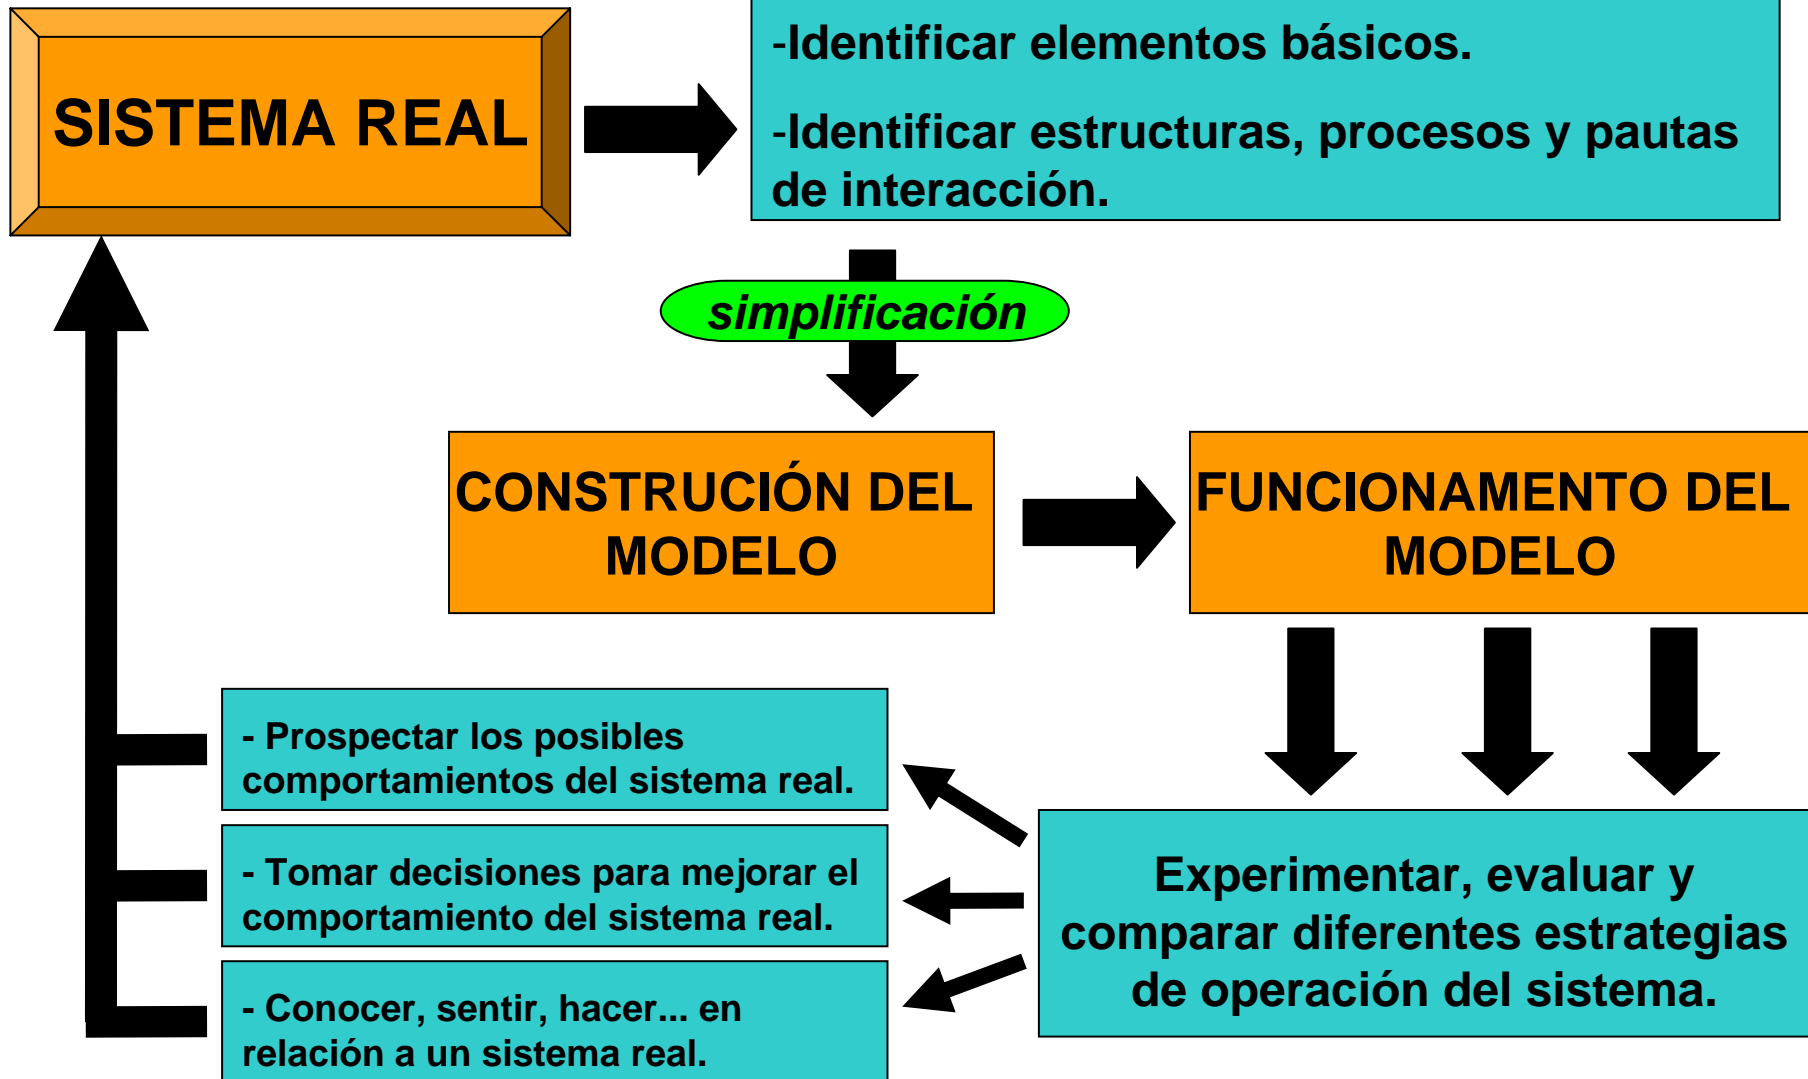 SISTEMA REAL
-Identificar elementos básicos.
-Identificar estructuras, procesos y pautas
de interacción.
simplificación
CONSTRUCIÓN DEL
MODELO
FUNCIONAMENTO DEL
MODELO
- Prospectar los posibles
comportamientos del sistema real.
- Tomar decisiones para mejorar el
comportamiento del sistema real.
- Conocer, sentir, hacer... en
relación a un sistema real.
Experimentar, evaluar y
comparar diferentes estrategias
de operación del sistema.